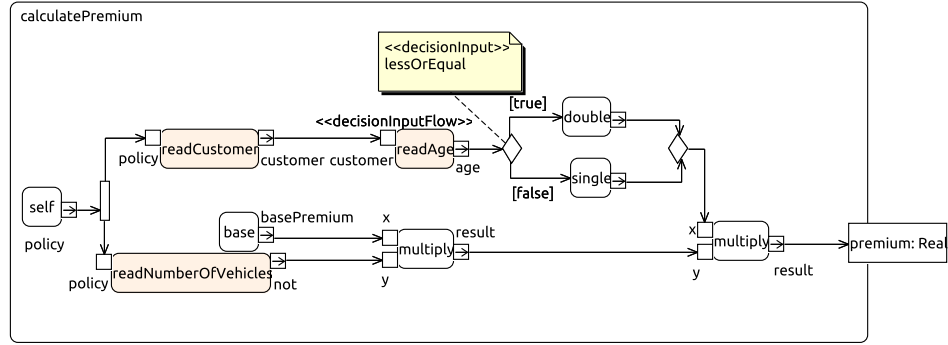 calculatePremium
<<decisionInput>>
lessOrEqual
[true]
double
<<decisionInputFlow>>
readCustomer
readAge
policy
customer
customer
age
single
[false]
self
policy
basePremium
base
x
result
multiply
x
multiply
premium: Real
policy
readNumberOfVehicles
not
y
y
result